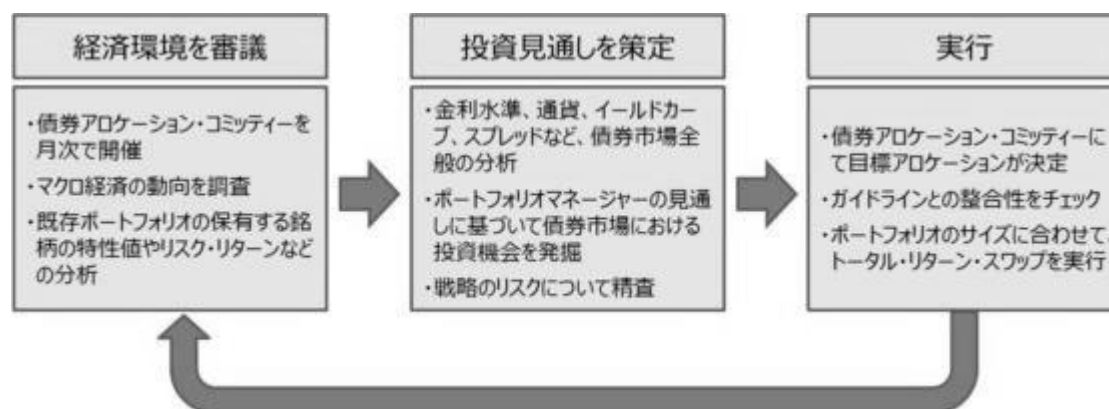 経済環境を審議
・債券アロケーション・コミッティーを
月次で開催
・マクロ経済の動向を調査
・既存ポートフォリオの保有する銘
柄の特性値やリスク・リターンなど
の分析
投資見通しを策定
・金利水準、通貨、イールドカー
ブ、スプレッドなど、債券市場全
般の分析
・ポートフォリオマネージャーの見通
しに基づいて債券市場における
投資機会を発掘
・戦略のリスクについて精査
実行
・債券アロケーション・コミッティーに
て目標アロケーションが決定
・ガイドラインとの整合性をチェック
・ポートフォリオのサイズに合わせて、
トータル・リターン・スワップを実行